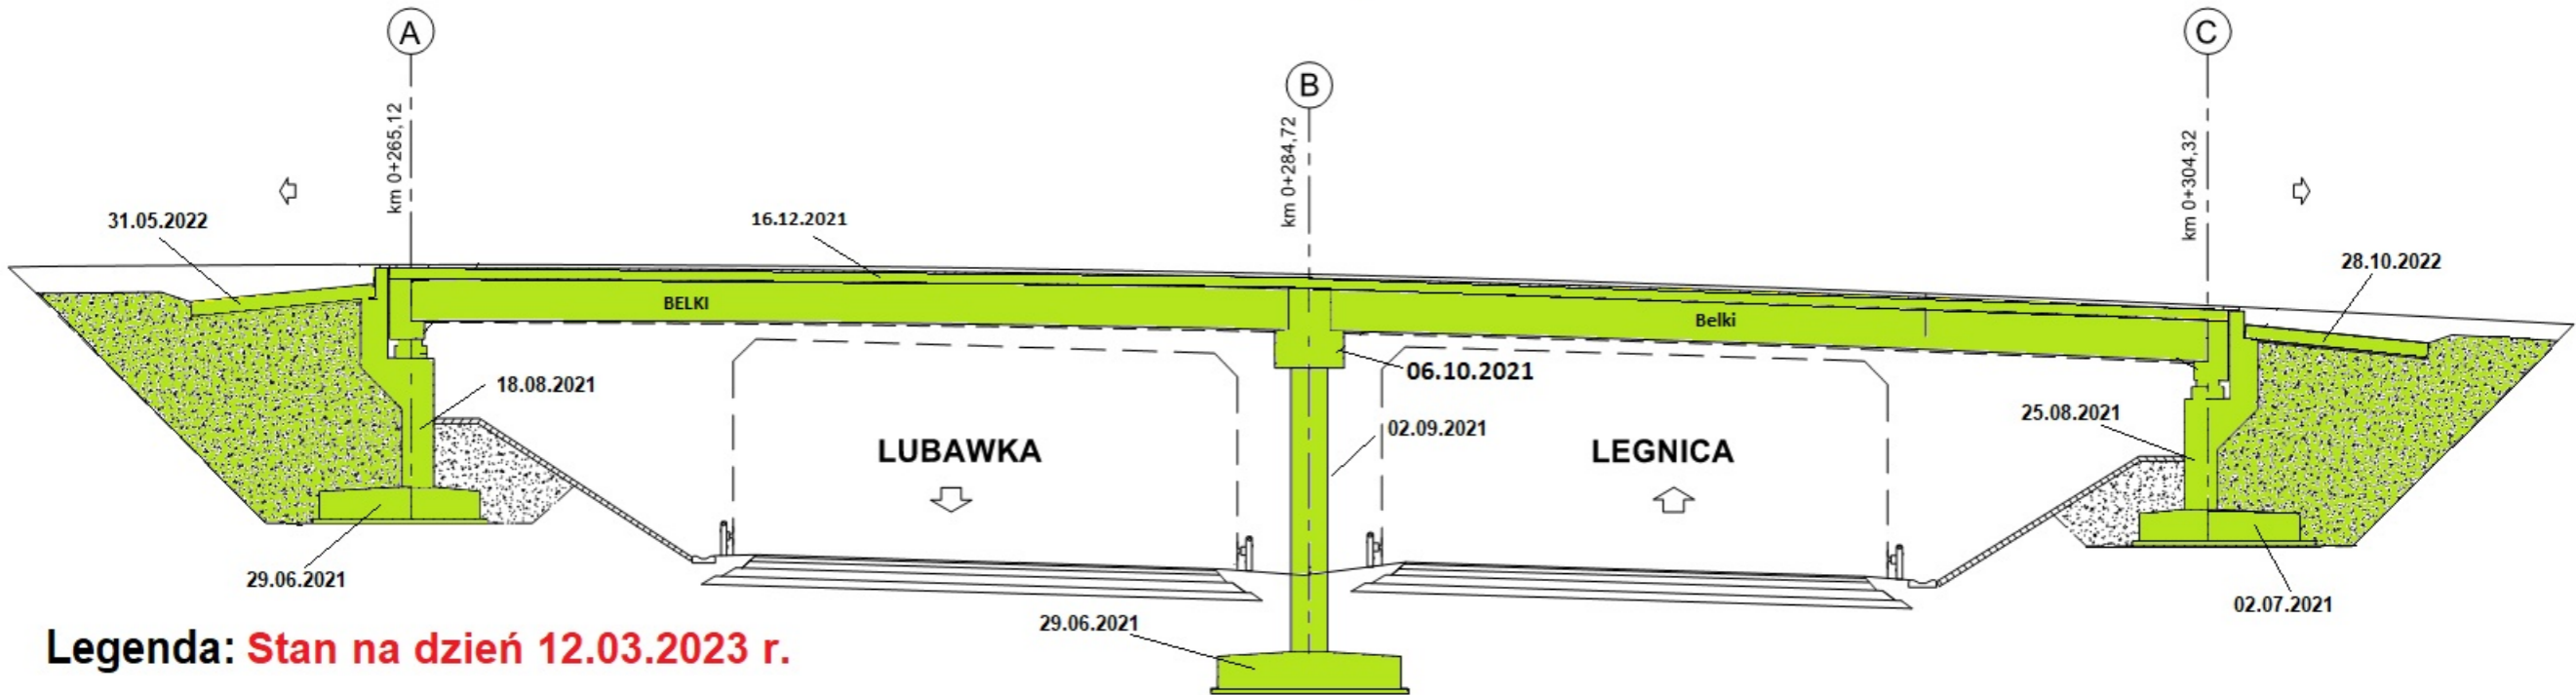 A
B
C
km 0+265,12
km 0+284,72
km 0+304,32
31.05.2022
16.12.2021
28.10.2022
BELKI
Belki
18.08.2021
06.10.2021
02.09.2021
25.08.2021
LUBAWKA
LEGNICA
29.06.2021
29.06.2021
02.07.2021
Legenda: Stan na dzień 12.03.2023 r.